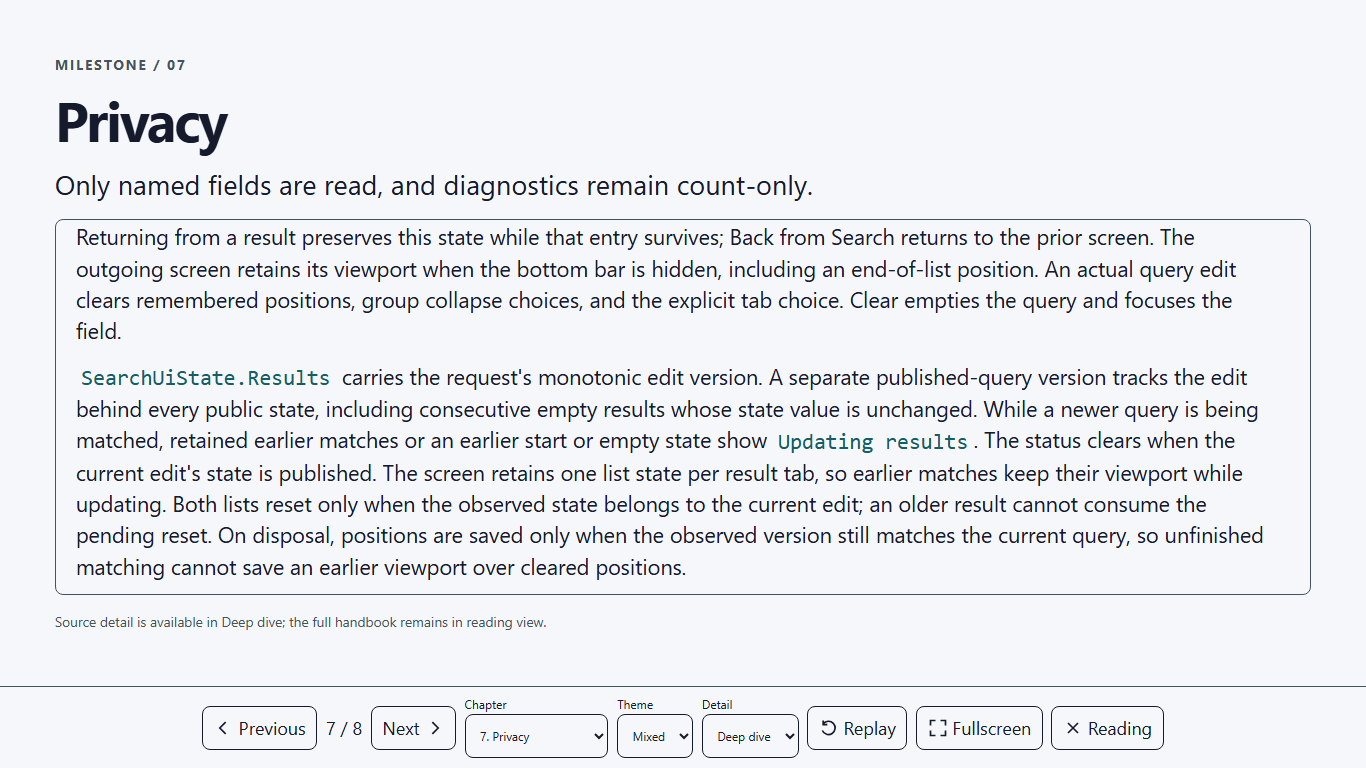 MILESTONE / 07
Privacy
Only named fields are read, and diagnostics remain count-only.
Returning from a result preserves this state while that entry survives; Back from Search returns to the prior screen. The
outgoing screen retains its viewport when the bottom bar is hidden, including an end-of-list position. An actual query edit
clears remembered positions, group collapse choices, and the explicit tab choice. Clear empties the query and focuses the
field.
SearchUiState.Results carries the request's monotonic edit version. A separate published-query version tracks the edit
behind every public state, including consecutive empty results whose state value is unchanged. While a newer query is being
matched, retained earlier matches or an earlier start or empty state show Updating results. The status clears when the
current edit's state is published. The screen retains one list state per result tab, so earlier matches keep their viewport while
updating. Both lists reset only when the observed state belongs to the current edit; an older result cannot consume the
pending reset. On disposal, positions are saved only when the observed version still matches the current query, so unfinished
matching cannot save an earlier viewport over cleared positions.
Source detail is available in Deep dive; the full handbook remains in reading view.
Chapter Theme Detail
Previous 7 / 8 Next 7. Privacy Mixed Deep dive Replay Fullscreen Reading